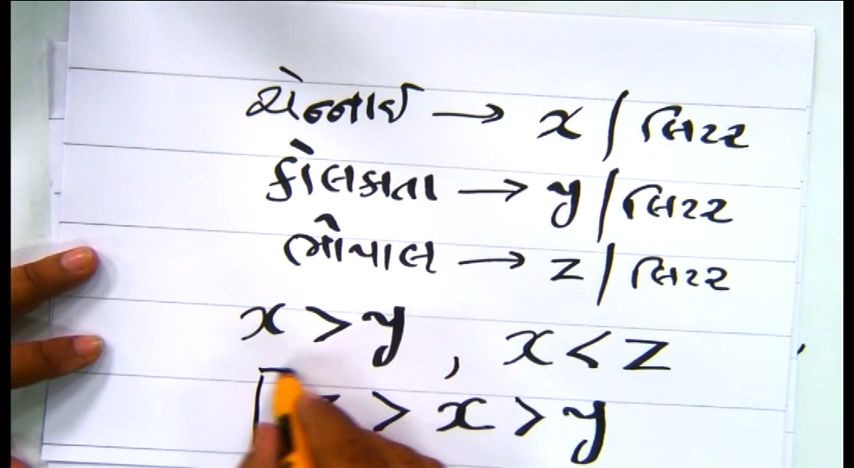 ચેન્નાઈ → x / લિટર
કોલકાતા → y / લિટર
ભોપાલ → z / લિટર
x > y , x < z
> x > y